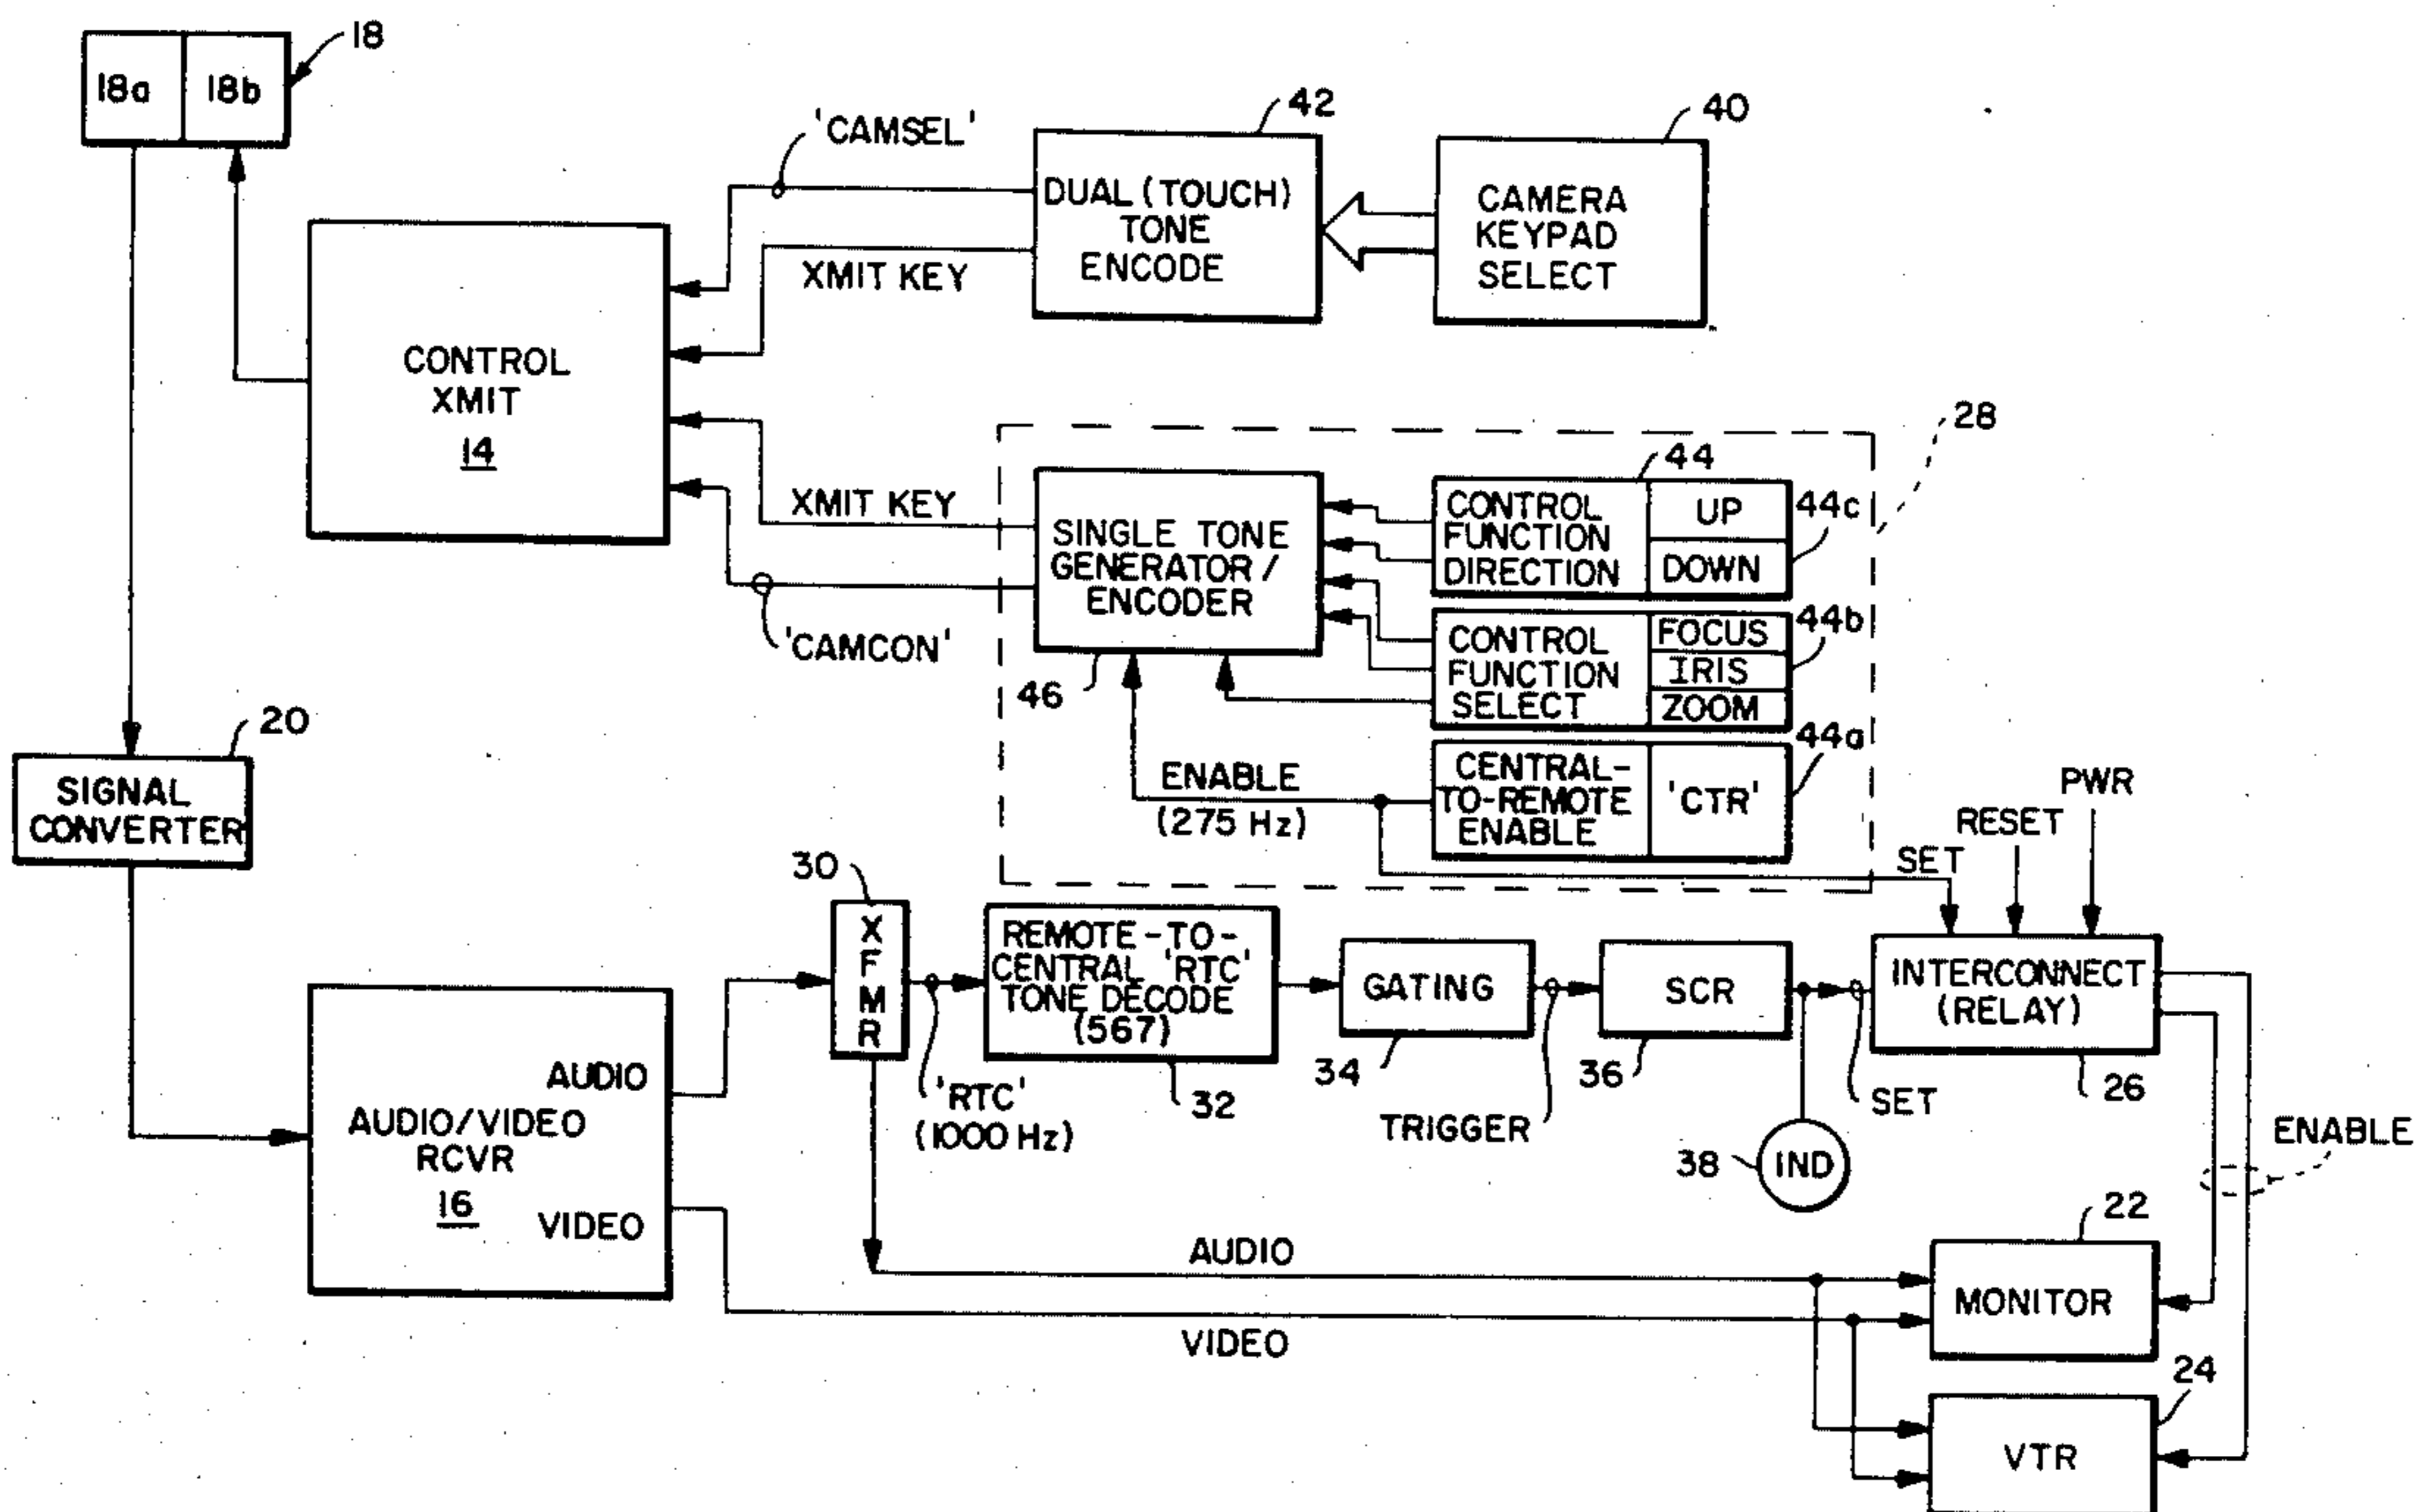 18
18a
18b
42
40
'CAMSEL'
DUAL (TOUCH)
TONE
ENCODE
CAMERA
KEYPAD
SELECT
XMIT KEY
CONTROL
XMIT
14
28
44
XMIT KEY
SINGLE TONE
GENERATOR/
ENCODER
CONTROL
FUNCTION
DIRECTION
UP
DOWN
44c
'CAMCON'
46
CONTROL
FUNCTION
SELECT
FOCUS
IRIS
ZOOM
44b
20
SIGNAL
CONVERTER
ENABLE
(275 Hz)
CENTRAL-
TO-REMOTE
ENABLE
'CTR'
44a
PWR
RESET
SET
30
XFMR
REMOTE-TO-
CENTRAL 'RTC'
TONE DECODE
(567)
GATING
SCR
INTERCONNECT
(RELAY)
'RTC'
(1000 Hz)
32
34
TRIGGER
36
SET
26
AUDIO
AUDIO/VIDEO
RCVR
16
VIDEO
38
IND
ENABLE
AUDIO
22
MONITOR
VIDEO
24
VTR